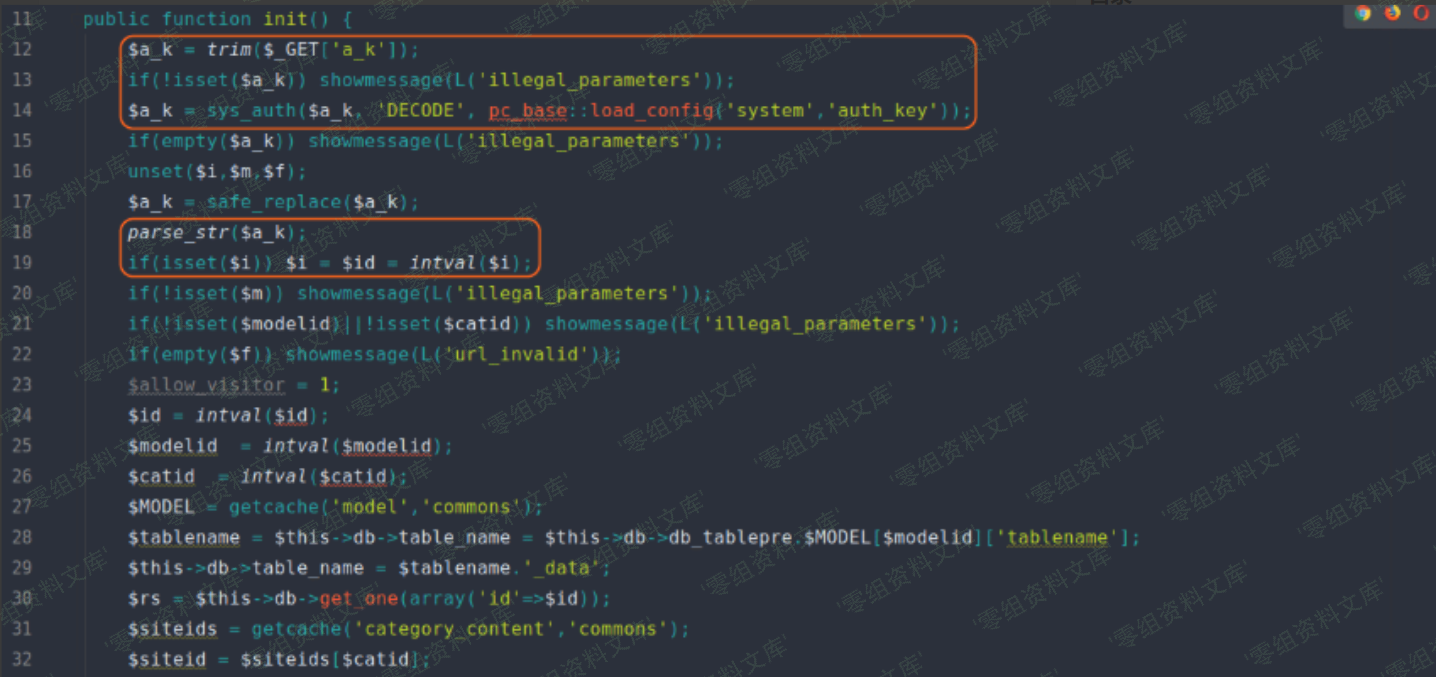 11 public function init() {
12 $a_k = trim($_GET['a_k']);
13 if(!isset($a_k)) showmessage(L('illegal_parameters'));
14 $a_k = sys_auth($a_k, 'DECODE', pc_base::load_config('system','auth_key'));
15 if(empty($a_k)) showmessage(L('illegal_parameters'));
16 unset($i,$m,$f);
17 $a_k = safe_replace($a_k);
18 parse_str($a_k);
19 if(isset($i)) $i = $id = intval($i);
20 if(!isset($m)) showmessage(L('illegal_parameters'));
21 if(!isset($modelid)||!isset($catid)) showmessage(L('illegal_parameters'));
22 if(empty($f)) showmessage(L('url_invalid'));
23 $allow_visitor = 1;
24 $id = intval($id);
25 $modelid  = intval($modelid);
26 $catid  = intval($catid);
27 $MODEL = getcache('model','commons');
28 $tablename = $this->db->table_name = $this->db->db_tablepre.$MODEL[$modelid]['tablename'];
29 $this->db->table_name = $tablename.'_data';
30 $rs = $this->db->get_one(array('id'=>$id));
31 $siteids = getcache('category_content','commons');
32 $siteid = $siteids[$catid];
零组资料文库